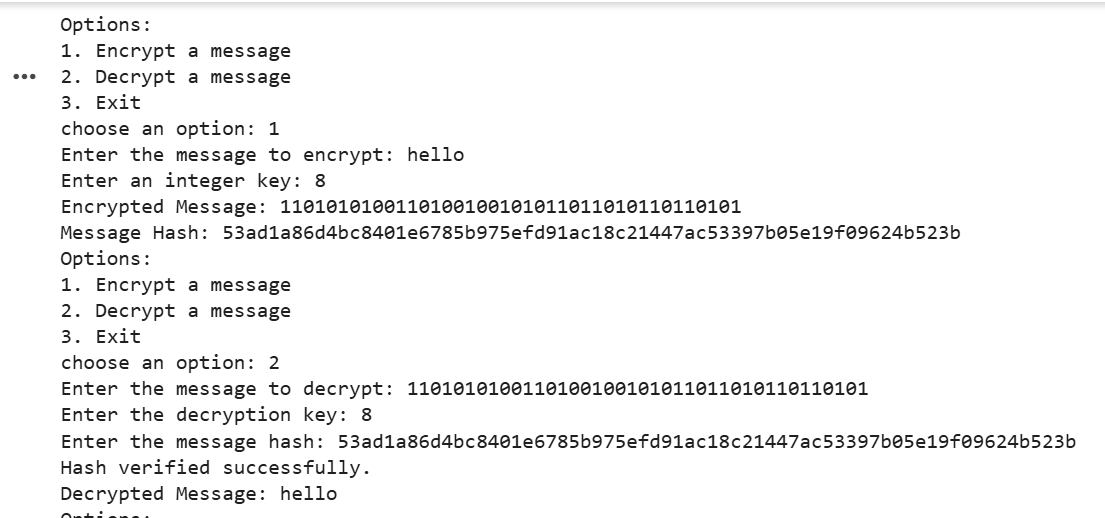 Options:
1. Encrypt a message
2. Decrypt a message
3. Exit
choose an option: 1
Enter the message to encrypt: hello
Enter an integer key: 8
Encrypted Message: 1101010100110100100101011011010110110101
Message Hash: 53ad1a86d4bc8401e6785b975efd91ac18c21447ac53397b05e19f09624b523b
Options:
1. Encrypt a message
2. Decrypt a message
3. Exit
choose an option: 2
Enter the message to decrypt: 1101010100110100100101011011010110110101
Enter the decryption key: 8
Enter the message hash: 53ad1a86d4bc8401e6785b975efd91ac18c21447ac53397b05e19f09624b523b
Hash verified successfully.
Decrypted Message: hello
Options: